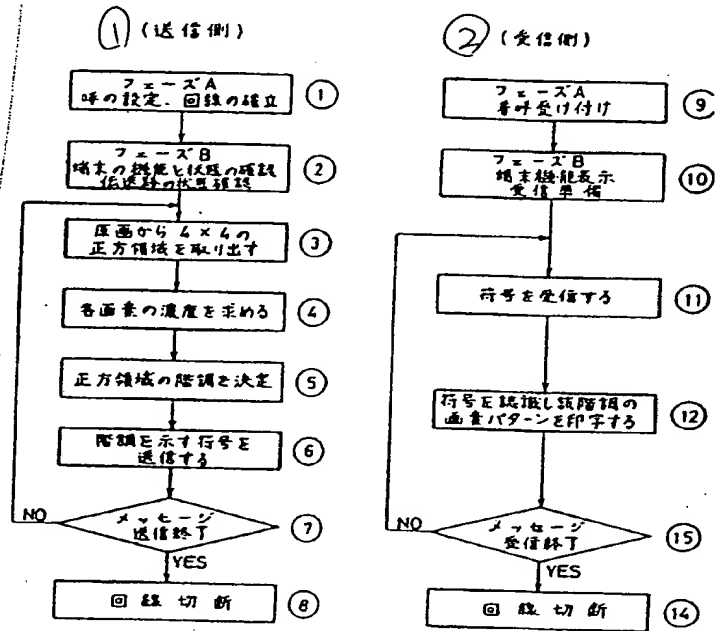 ① (送信側)
フェーズA
呼の設定、回線の確立
①
フェーズB
端末の機能と状態の確認
伝送路の状態確認
②
原画から4×4の
正方領域を取り出す
③
各画素の濃度を求める
④
正方領域の階調を決定
⑤
階調を示す符号を
送信する
⑥
メッセージ
送信終了
⑦
NO
YES
回線切断
⑧
② (受信側)
フェーズA
着呼受け付け
⑨
フェーズB
端末機能表示
受信準備
⑩
符号を受信する
⑪
符号を認識し該階調の
画素パターンを印字する
⑫
メッセージ
受信終了
⑮
NO
YES
回線切断
⑭